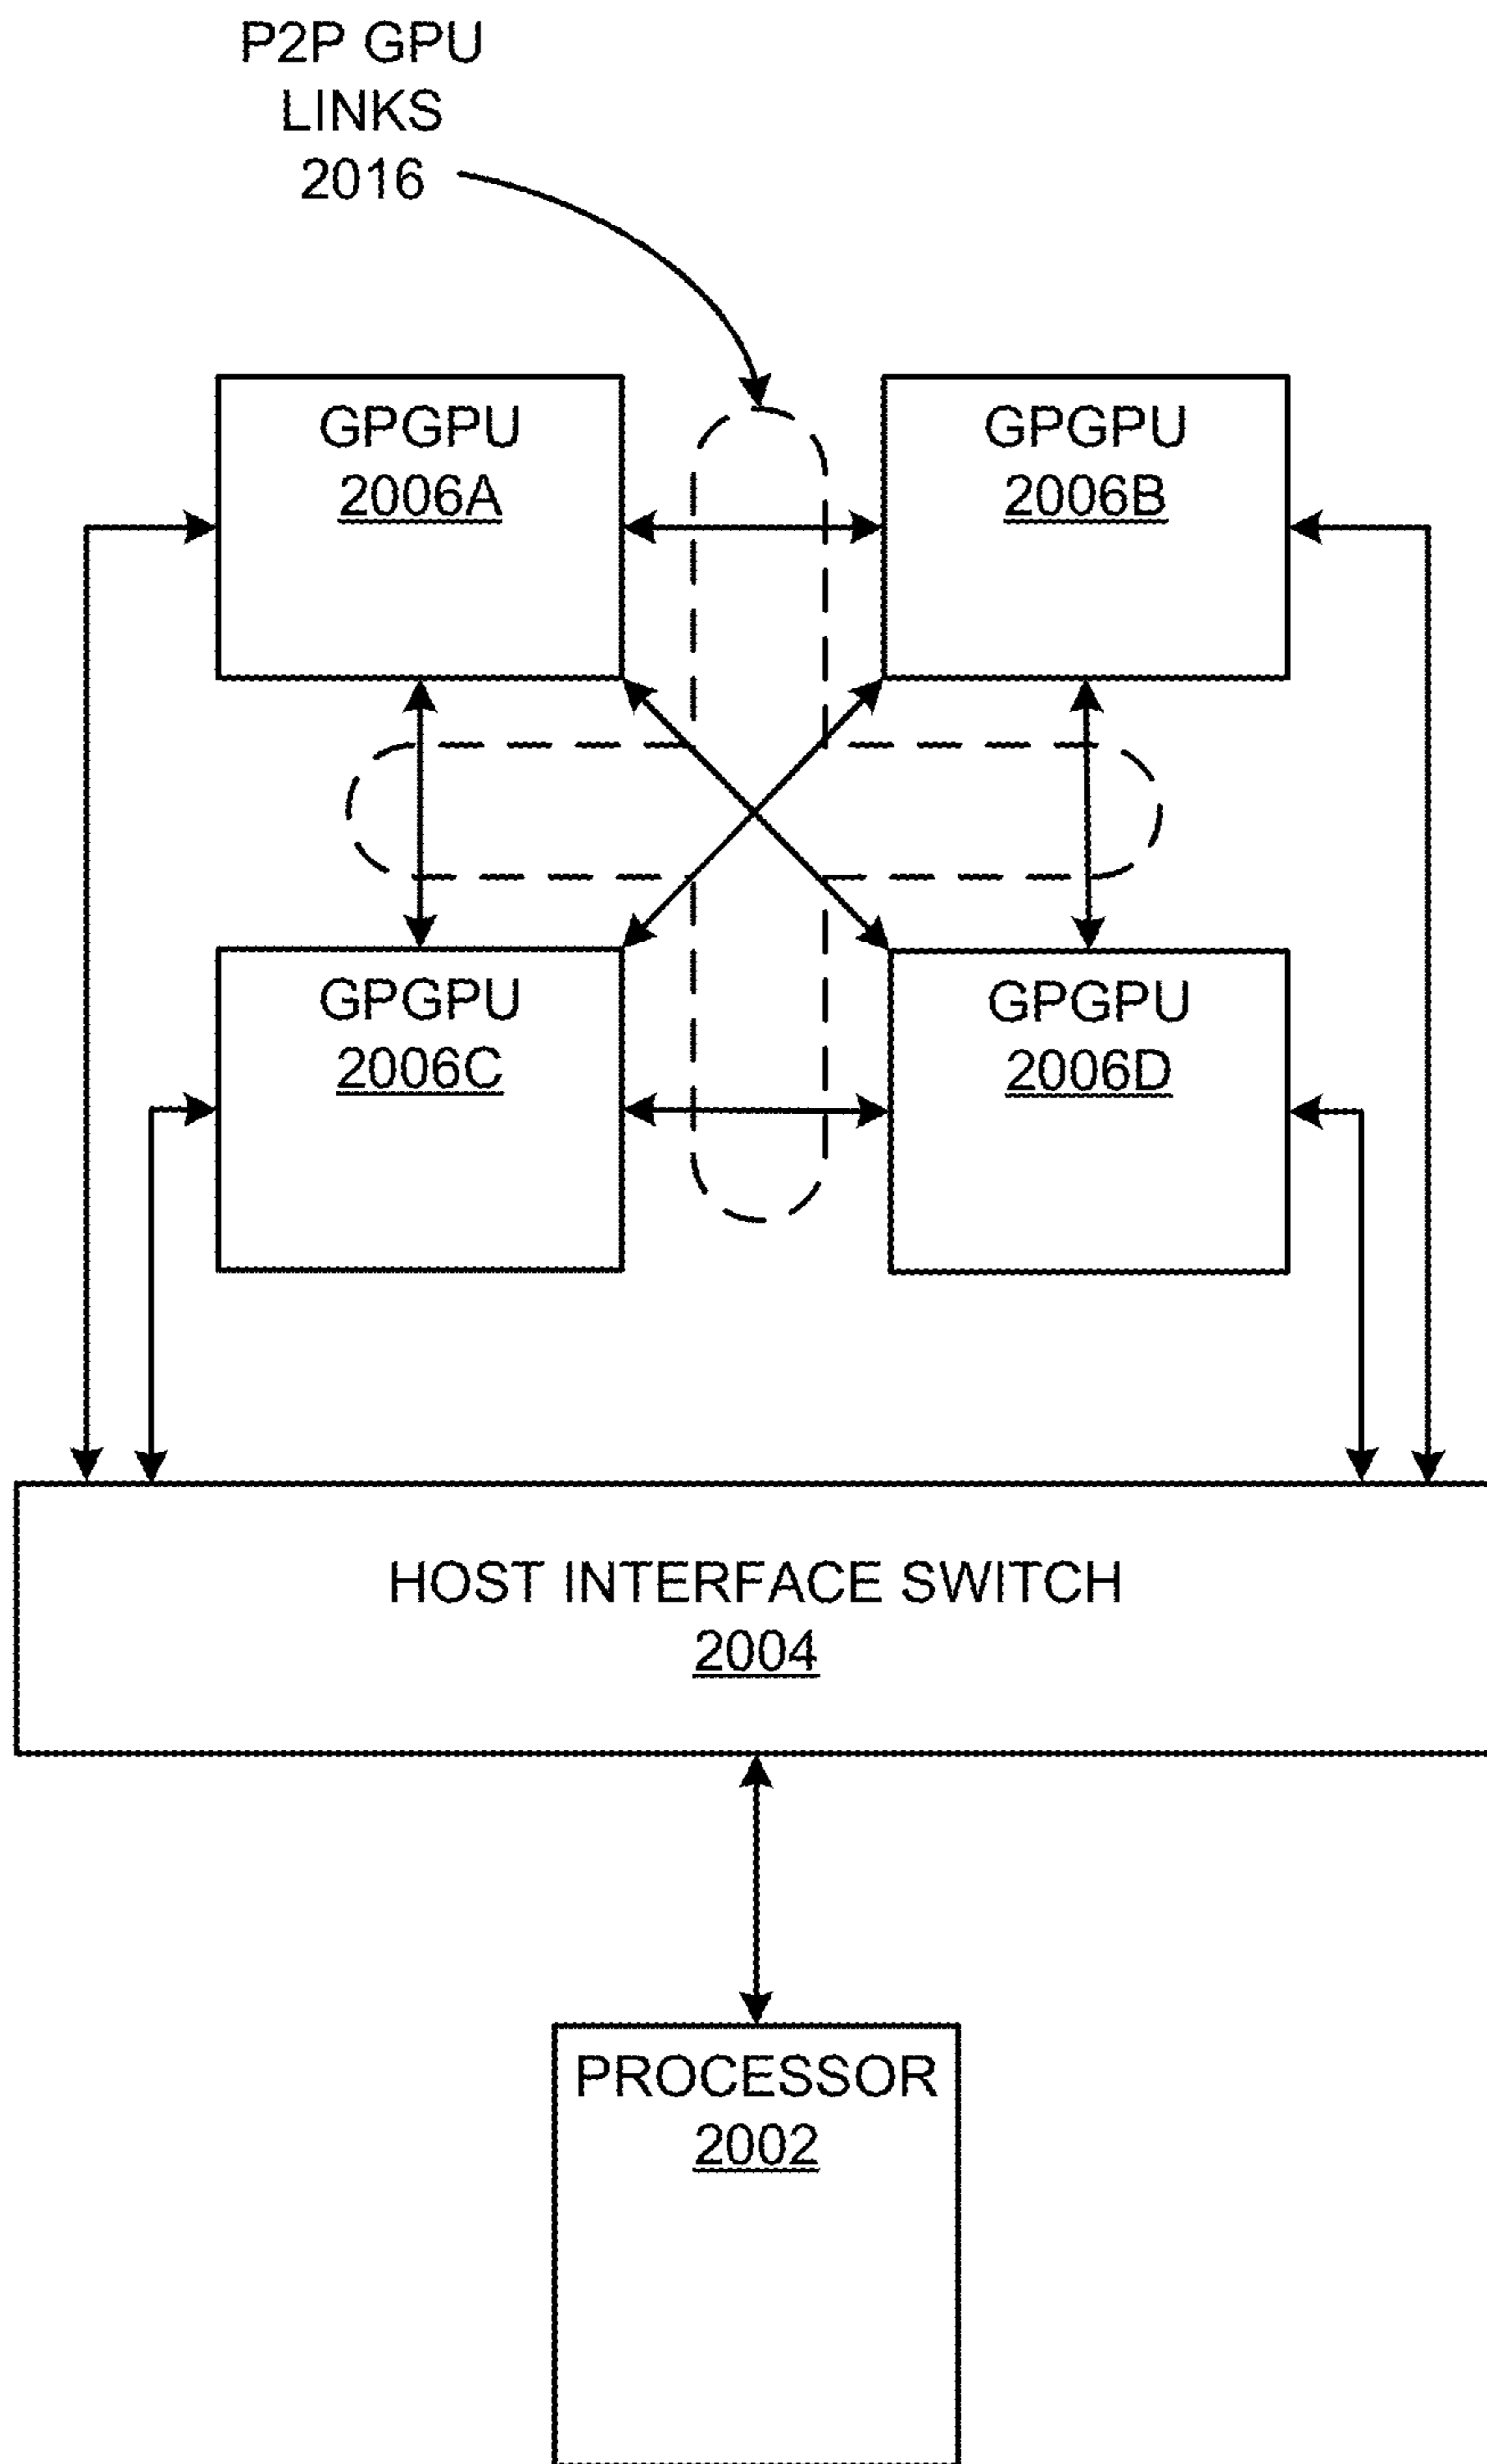 P2P GPU
LINKS
2016
GPGPU
2006A
GPGPU
2006B
GPGPU
2006C
GPGPU
2006D
HOST INTERFACE SWITCH
2004
PROCESSOR
2002